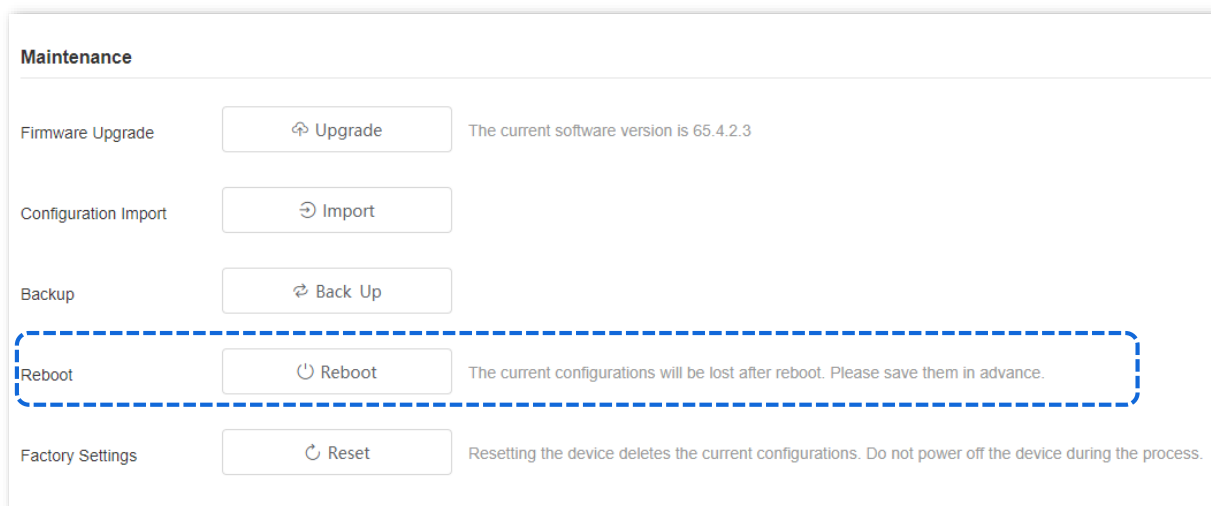 Maintenance
Firmware Upgrade Upgrade The current software version is 65.4.2.3
Configuration Import Import
Backup Back Up
Reboot Reboot The current configurations will be lost after reboot. Please save them in advance.
Factory Settings Reset Resetting the device deletes the current configurations. Do not power off the device during the process.